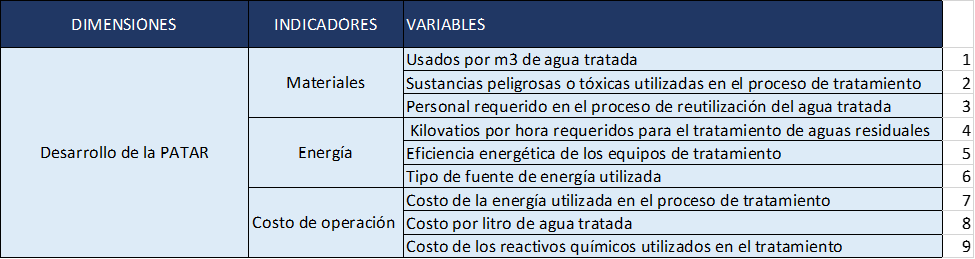 DIMENSIONES INDICADORES VARIABLES
Usados por m3 de agua tratada 1
Materiales Sustancias peligrosas o tóxicas utilizadas en el proceso de tratamiento 2
Personal requerido en el proceso de reutilización del agua tratada 3
Kilovatios por hora requeridos para el tratamiento de aguas residuales 4
Desarrollo de la PATAR Energía Eficiencia energética de los equipos de tratamiento 5
Tipo de fuente de energía utilizada 6
Costo de la energía utilizada en el proceso de tratamiento 7
Costo de operación Costo por litro de agua tratada 8
Costo de los reactivos químicos utilizados en el tratamiento 9